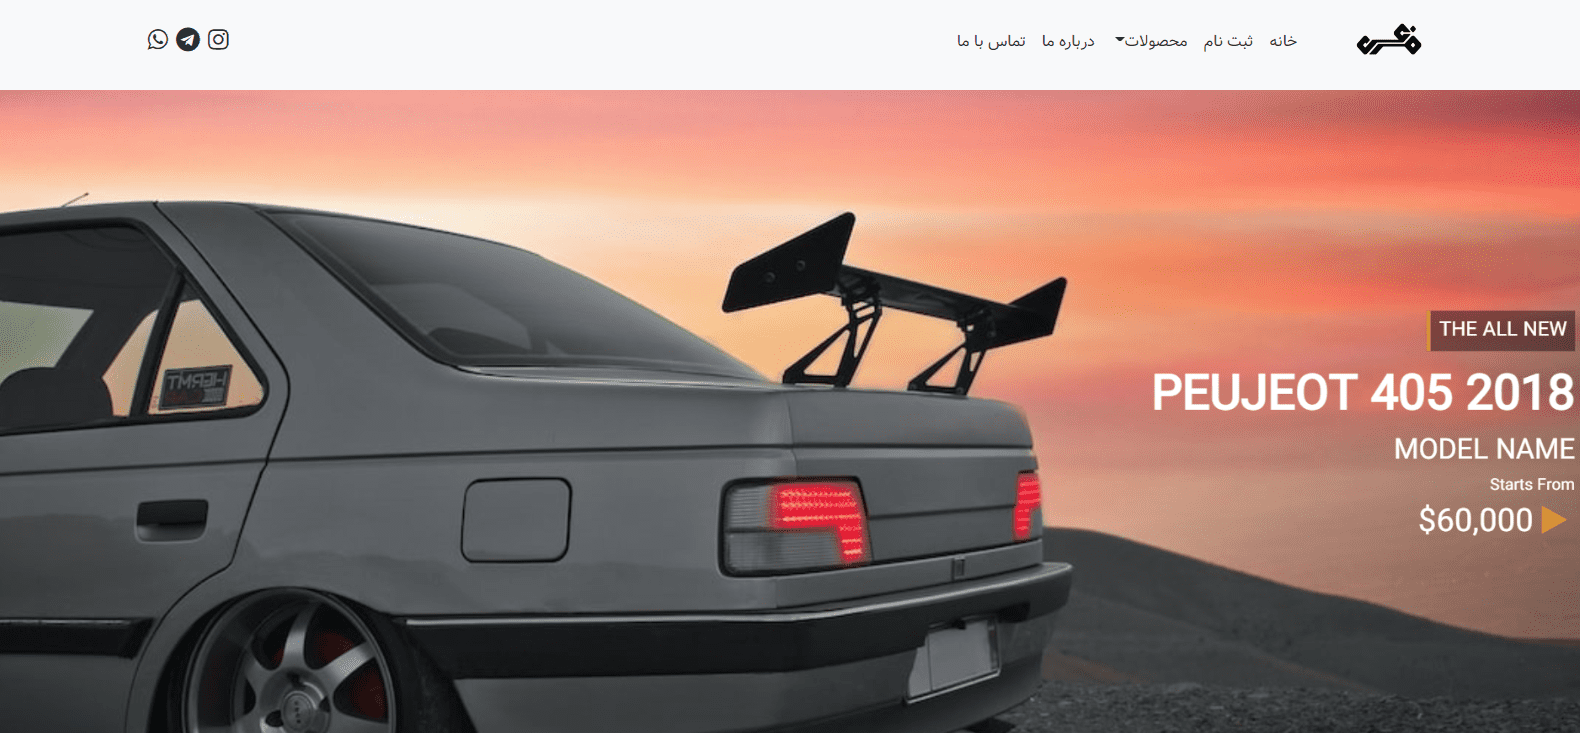 خانه ثبت نام محصولات درباره ما تماس با ما
THE ALL NEW
PEUJEOT 405 2018
MODEL NAME
Starts From
$60,000